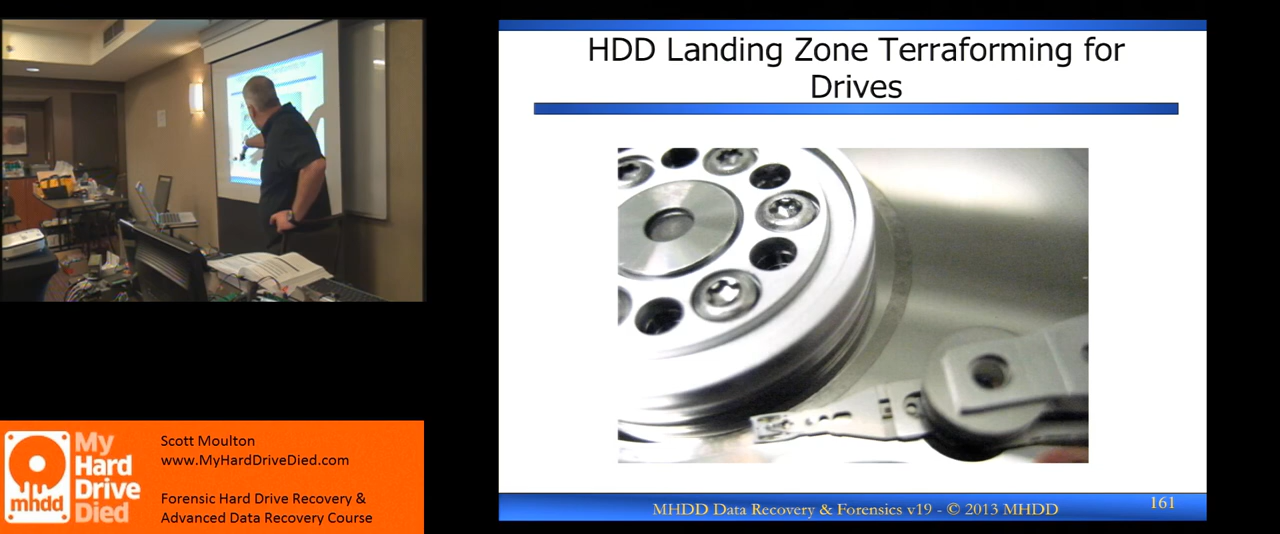 HDD Landing Zone Terraforming for
Drives
MHDD Data Recovery & Forensics v19 - © 2013 MHDD
161
mhdd
My
Hard
Drive
Died
Scott Moulton
www.MyHardDriveDied.com
Forensic Hard Drive Recovery &
Advanced Data Recovery Course